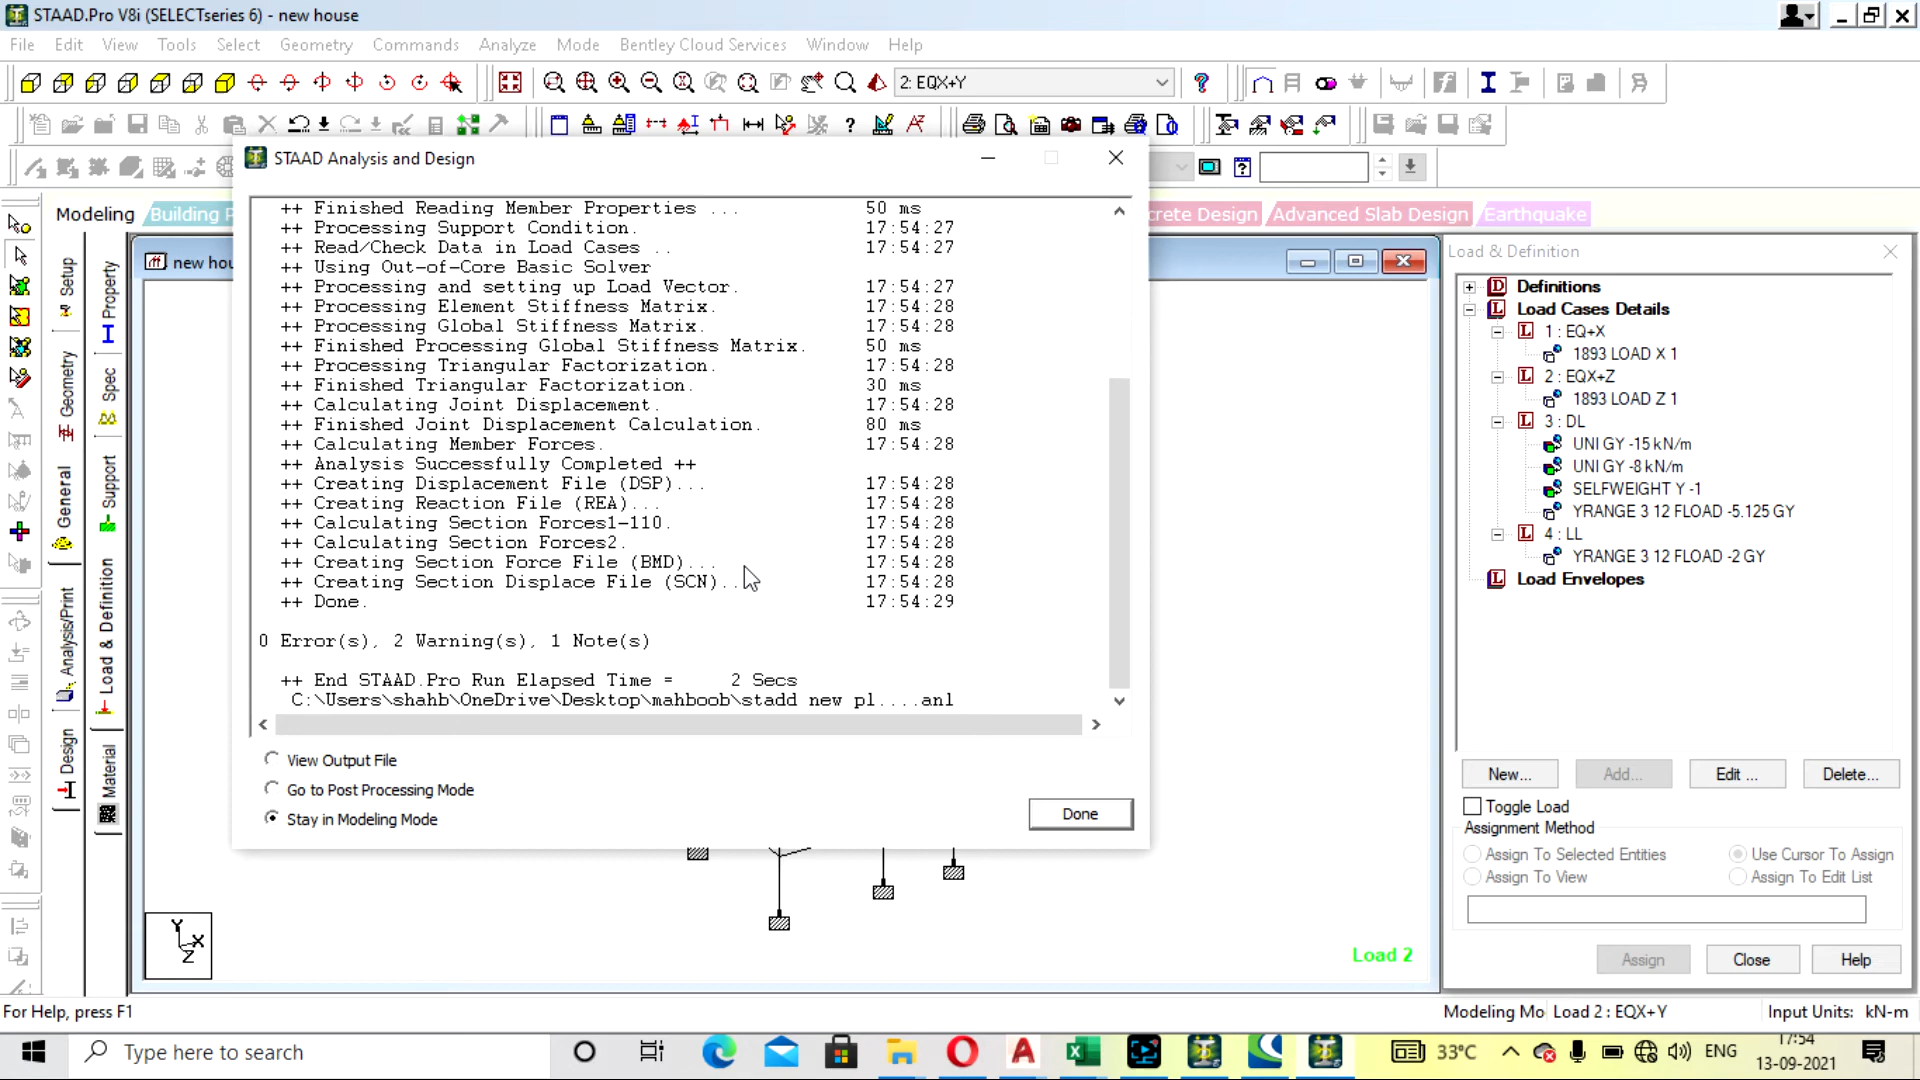 STAAD.Pro V8i (SELECTseries 6) - new house
File Edit View Tools Select Geometry Commands Analyze Mode Bentley Cloud Services Window Help
2: EQX+Y
STAAD Analysis and Design
Modeling Building P
crete Design Advanced Slab Design Earthquake
new hou
++ Finished Reading Member Properties ... 50 ms
++ Processing Support Condition. 17:54:27
++ Read/Check Data in Load Cases .. 17:54:27
++ Using Out-of-Core Basic Solver
++ Processing and setting up Load Vector. 17:54:27
++ Processing Element Stiffness Matrix. 17:54:28
++ Processing Global Stiffness Matrix. 17:54:28
++ Finished Processing Global Stiffness Matrix. 50 ms
++ Processing Triangular Factorization. 17:54:28
++ Finished Triangular Factorization. 30 ms
++ Calculating Joint Displacement. 17:54:28
++ Finished Joint Displacement Calculation. 80 ms
++ Calculating Member Forces. 17:54:28
++ Analysis Successfully Completed ++
++ Creating Displacement File (DSP)... 17:54:28
++ Creating Reaction File (REA)... 17:54:28
++ Calculating Section Forces1-110. 17:54:28
++ Calculating Section Forces2. 17:54:28
++ Creating Section Force File (BMD)... 17:54:28
++ Creating Section Displace File (SCN)... 17:54:28
++ Done. 17:54:29
0 Error(s), 2 Warning(s), 1 Note(s)
++ End STAAD.Pro Run Elapsed Time = 2 Secs
C:\Users\shahb\OneDrive\Desktop\mahboob\stadd new pl....anl
View Output File
Go to Post Processing Mode
Stay in Modeling Mode
Done
Setup
Geometry
General
Analysis/Print
Design
Property
Spec
Support
Load & Definition
Material
Load & Definition
Definitions
Load Cases Details
1 : EQ+X
1893 LOAD X 1
2 : EQX+Z
1893 LOAD Z 1
3 : DL
UNI GY -15 kN/m
UNI GY -8 kN/m
SELFWEIGHT Y -1
YRANGE 3 12 FLOAD -5.125 GY
4 : LL
YRANGE 3 12 FLOAD -2 GY
Load Envelopes
New... Add... Edit ... Delete...
Toggle Load
Assignment Method
Assign To Selected Entities Use Cursor To Assign
Assign To View Assign To Edit List
Assign Close Help
Y
X
Z
Load 2
For Help, press F1
Modeling Mo Load 2 : EQX+Y Input Units: kN-m
Type here to search
33°C
ENG
17:54
13-09-2021